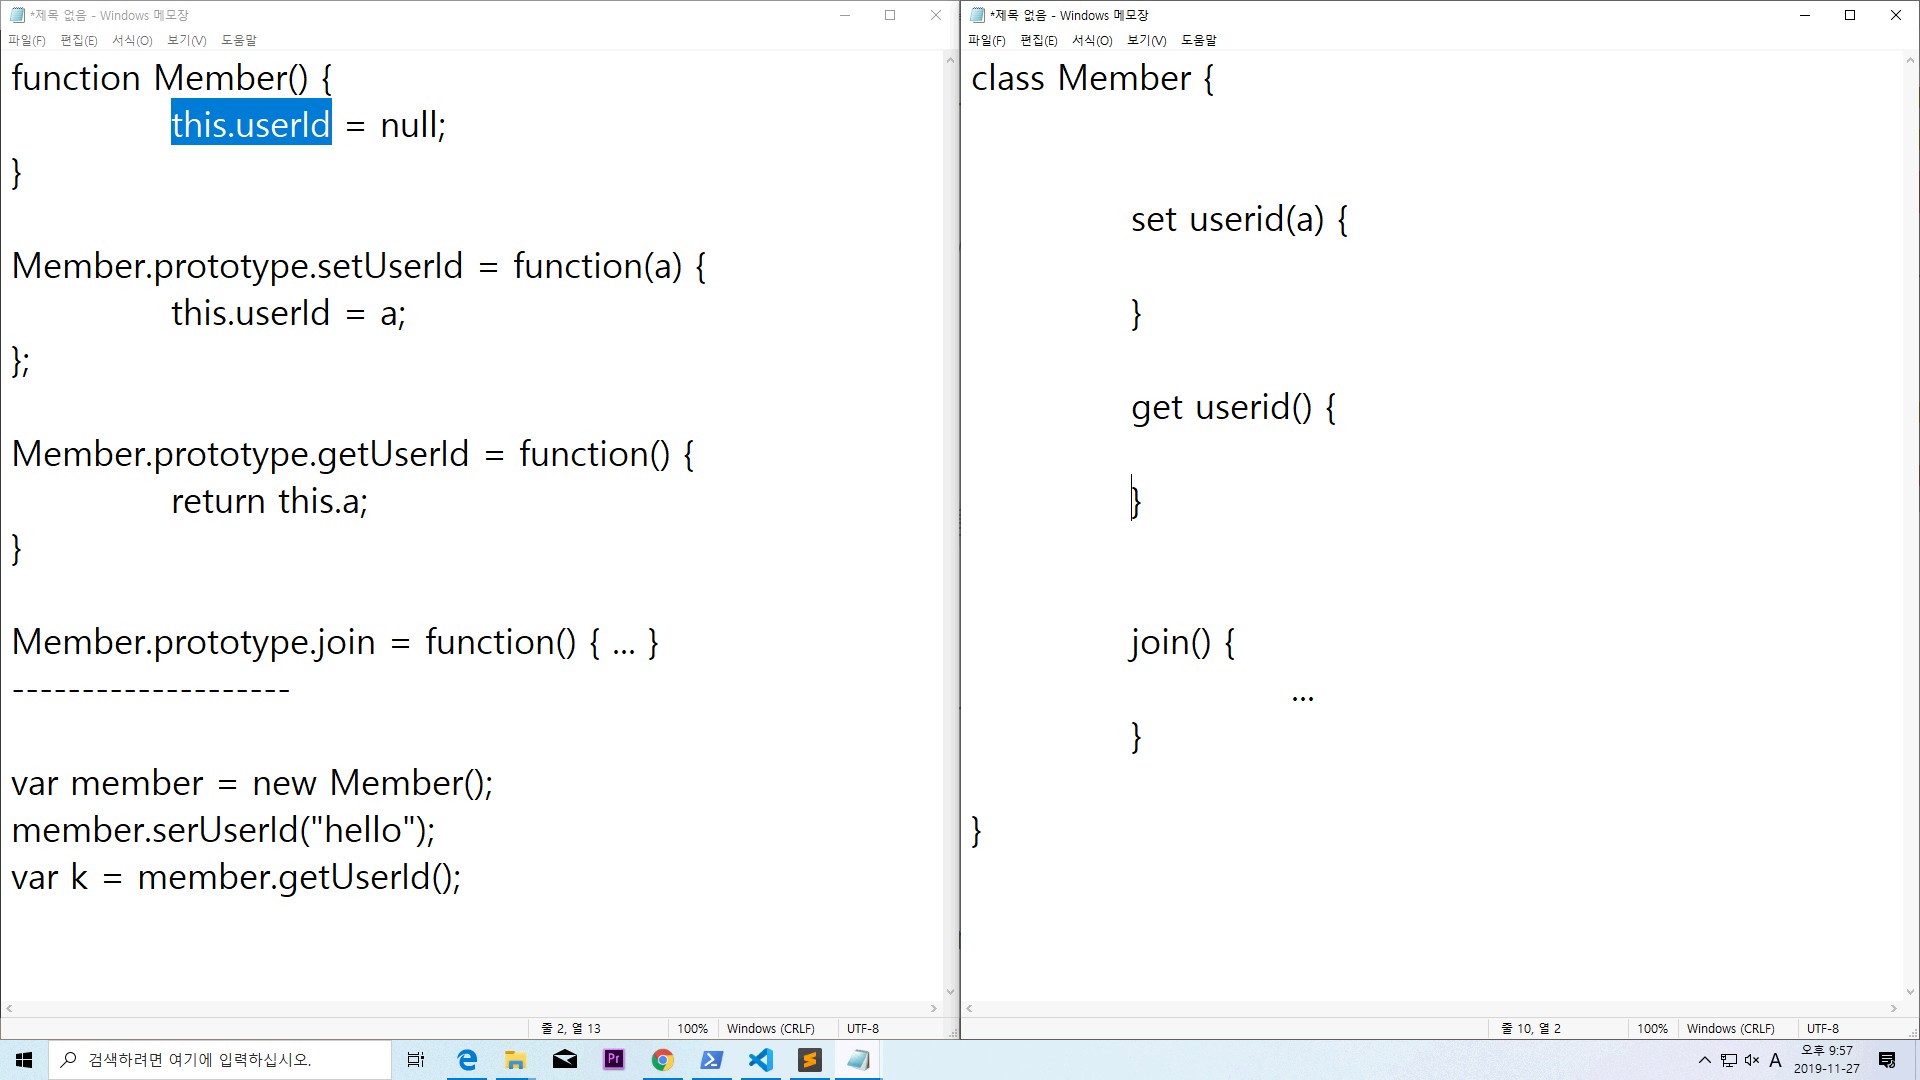 *제목 없음 - Windows 메모장
파일(F) 편집(E) 서식(O) 보기(V) 도움말
function Member() {
this.userId = null;
}
Member.prototype.setUserId = function(a) {
this.userId = a;
};
Member.prototype.getUserId = function() {
return this.a;
}
Member.prototype.join = function() { ... }
---------------------
var member = new Member();
member.serUserId("hello");
var k = member.getUserId();
줄 2, 열 13 100% Windows (CRLF) UTF-8
*제목 없음 - Windows 메모장
파일(F) 편집(E) 서식(O) 보기(V) 도움말
class Member {
set userid(a) {
}
get userid() {
}
join() {
...
}
}
줄 10, 열 2 100% Windows (CRLF) UTF-8
검색하려면 여기에 입력하십시오.
Pr
A
오후 9:57
2019-11-27